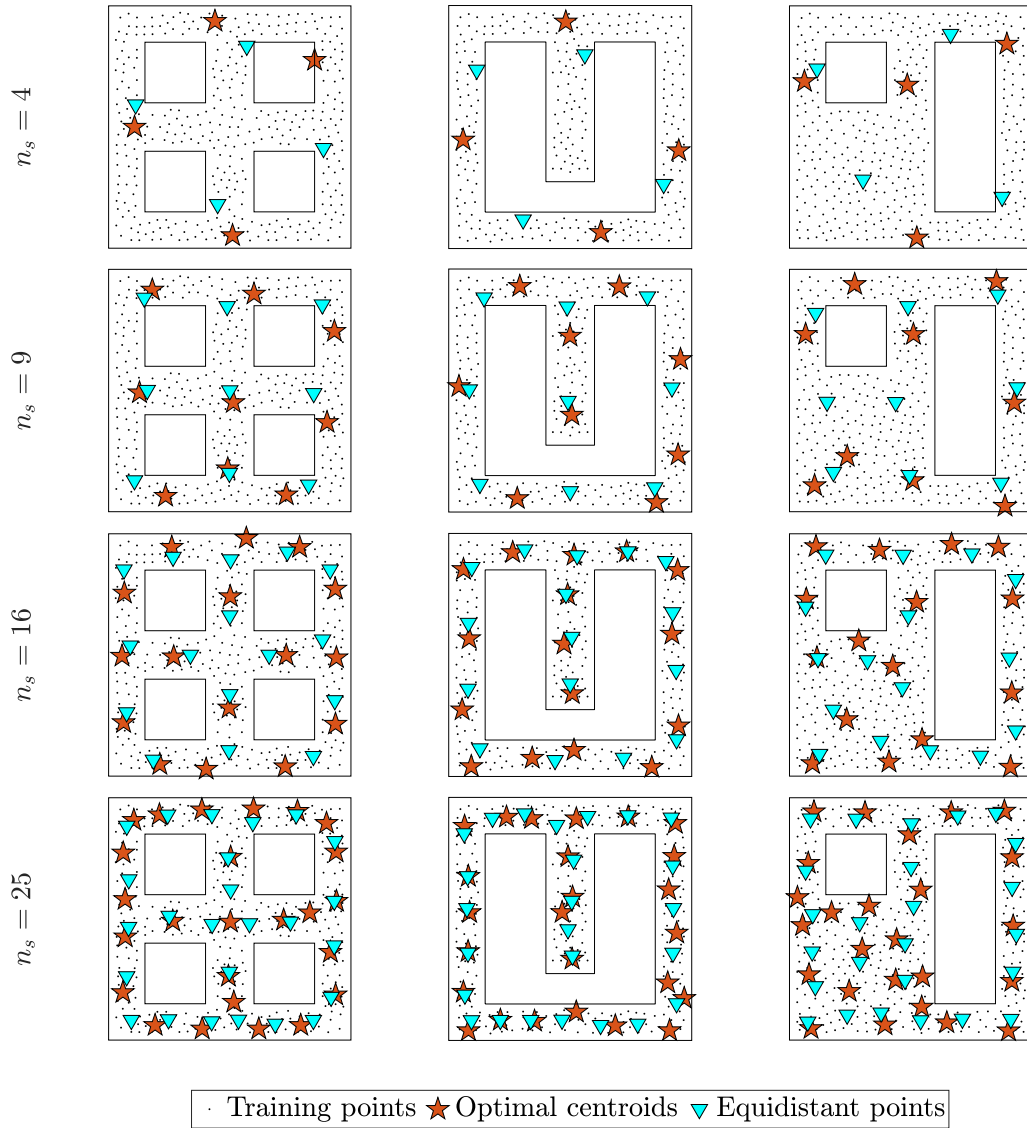 n_s = 4
n_s = 9
n_s = 16
n_s = 25
Training points Optimal centroids Equidistant points